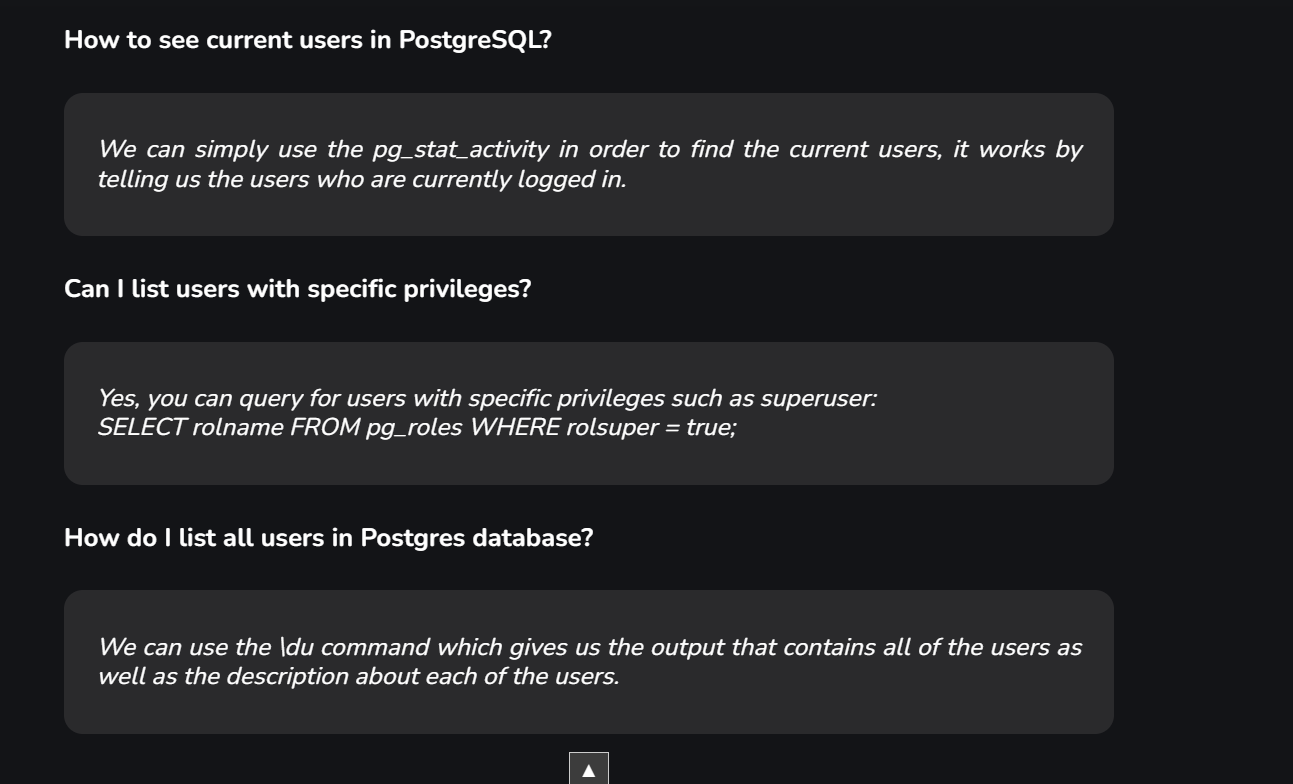 How to see current users in PostgreSQL?
We can simply use the pg_stat_activity in order to find the current users, it works by
telling us the users who are currently logged in.
Can I list users with specific privileges?
Yes, you can query for users with specific privileges such as superuser:
SELECT rolname FROM pg_roles WHERE rolsuper = true;
How do I list all users in Postgres database?
We can use the \du command which gives us the output that contains all of the users as
well as the description about each of the users.